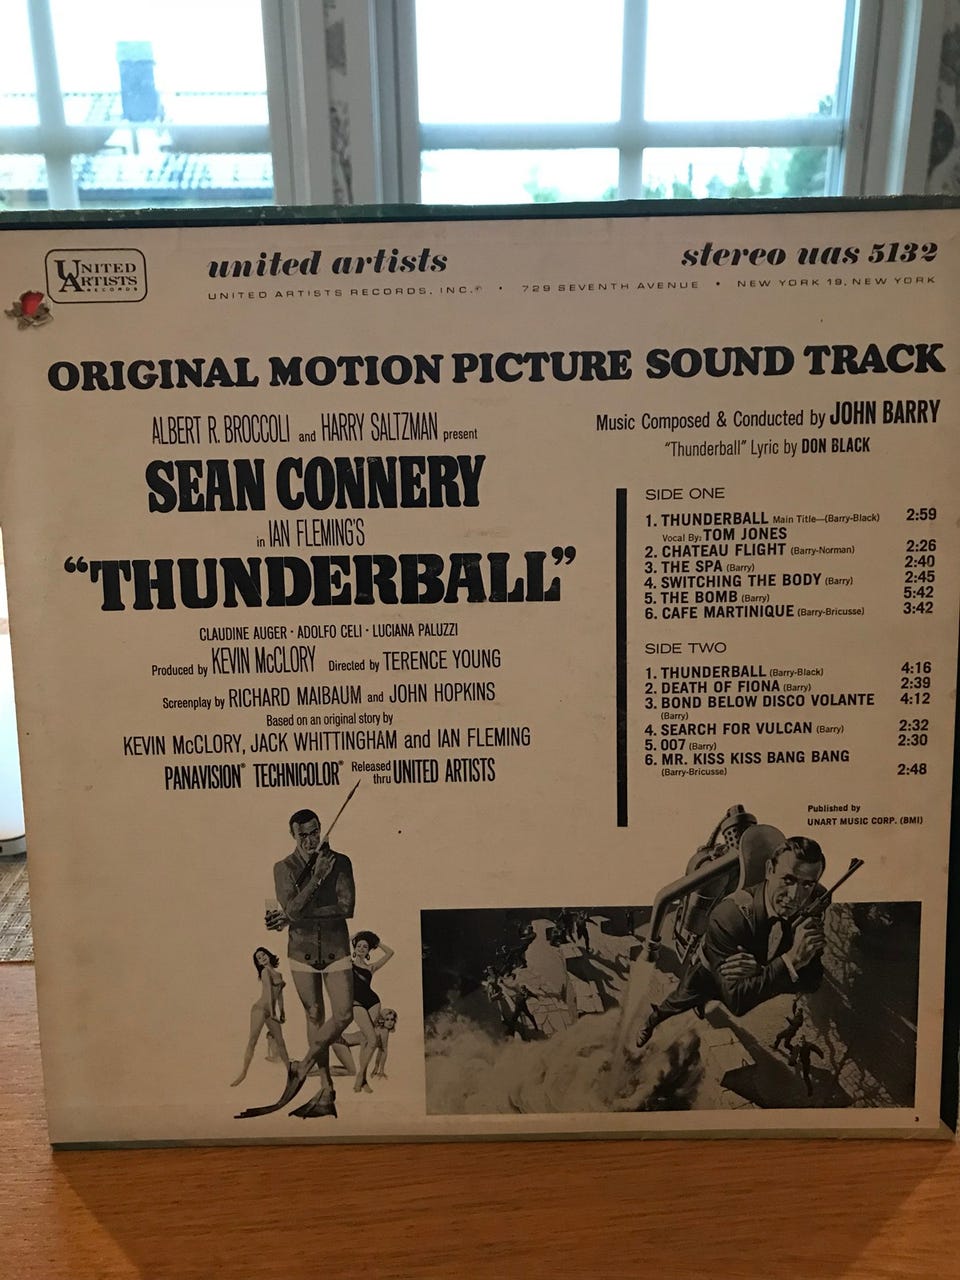 UNITED ARTISTS RECORDS
united artists
stereo uas 5132
UNITED ARTISTS RECORDS, INC.® • 729 SEVENTH AVENUE • NEW YORK 19, NEW YORK
ORIGINAL MOTION PICTURE SOUND TRACK
ALBERT R. BROCCOLI and HARRY SALTZMAN present
SEAN CONNERY
in IAN FLEMING'S
“THUNDERBALL”
CLAUDINE AUGER · ADOLFO CELI · LUCIANA PALUZZI
Produced by KEVIN McCLORY Directed by TERENCE YOUNG
Screenplay by RICHARD MAIBAUM and JOHN HOPKINS
Based on an original story by
KEVIN McCLORY, JACK WHITTINGHAM and IAN FLEMING
PANAVISION® TECHNICOLOR® Released thru UNITED ARTISTS
Music Composed & Conducted by JOHN BARRY
“Thunderball” Lyric by DON BLACK
SIDE ONE
1. THUNDERBALL Main Title—(Barry-Black) 2:59
Vocal By: TOM JONES
2. CHATEAU FLIGHT (Barry-Norman) 2:26
3. THE SPA (Barry) 2:40
4. SWITCHING THE BODY (Barry) 2:45
5. THE BOMB (Barry) 5:42
6. CAFE MARTINIQUE (Barry-Bricusse) 3:42
SIDE TWO
1. THUNDERBALL (Barry-Black) 4:16
2. DEATH OF FIONA (Barry) 2:39
3. BOND BELOW DISCO VOLANTE 4:12
(Barry)
4. SEARCH FOR VULCAN (Barry) 2:32
5. 007 (Barry) 2:30
6. MR. KISS KISS BANG BANG
(Barry-Bricusse) 2:48
Published by
UNART MUSIC CORP. (BMI)
3